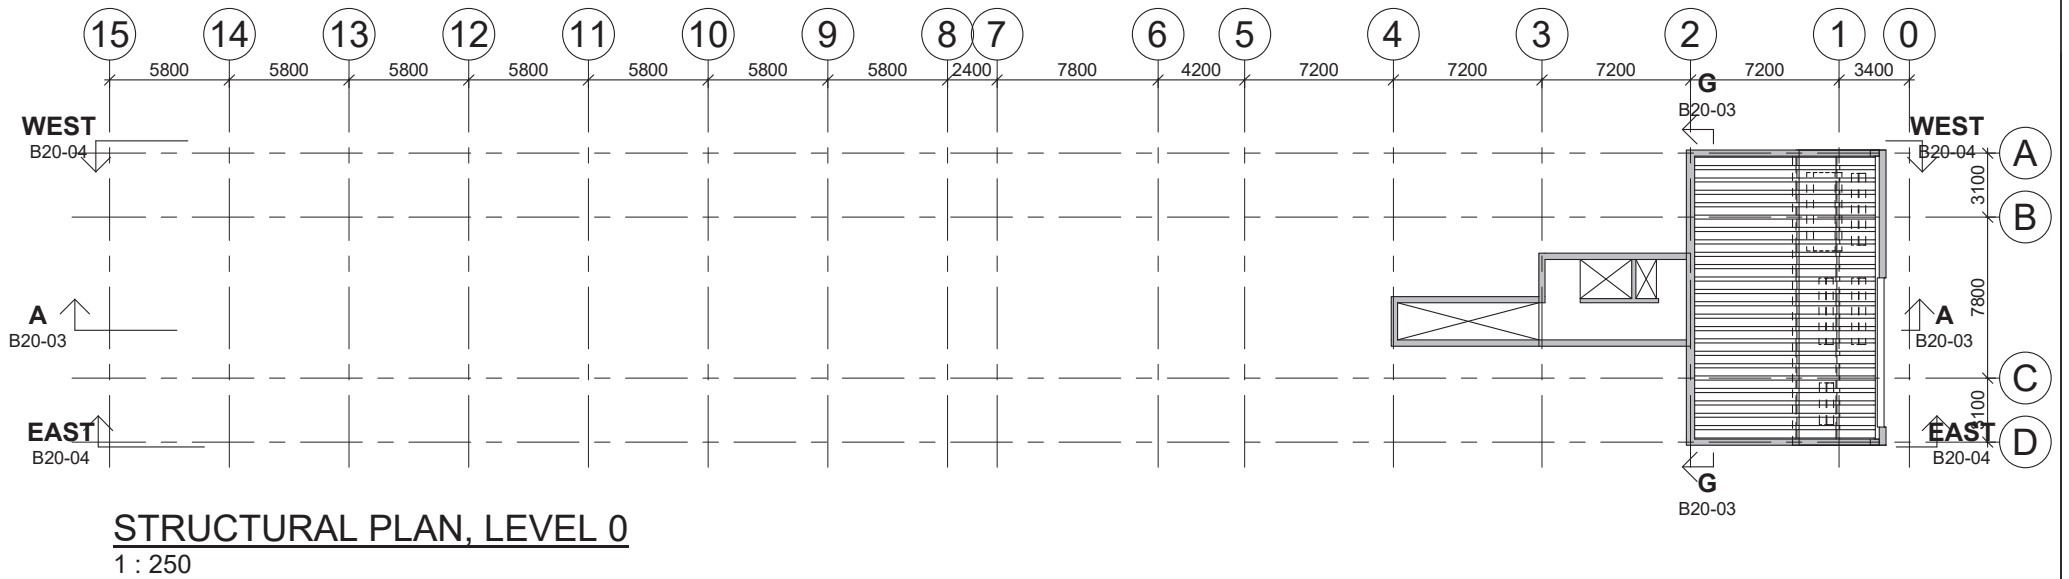 15 14 13 12 11 10 9 8 7 6 5 4 3 2 1 0
5800 5800 5800 5800 5800 5800 5800 2400 7800 4200 7200 7200 7200 7200 3400
G
B20-03
WEST
B20-04
WEST
B20-04
A
3100
B
7800
A
B20-03
A
B20-03
C
3100
EAST
B20-04
EAST
B20-04
D
G
B20-03
STRUCTURAL PLAN, LEVEL 0
1 : 250